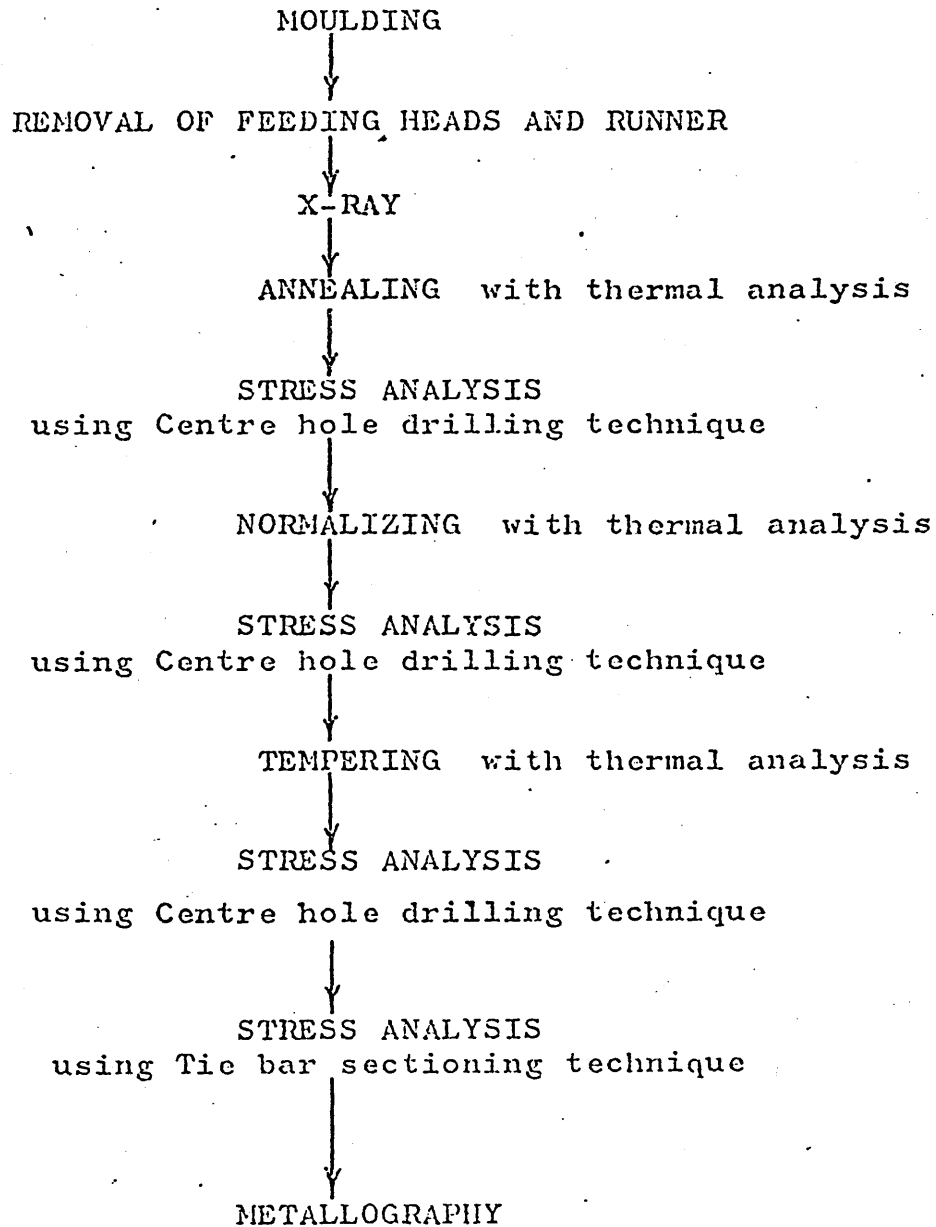 MOULDING
REMOVAL OF FEEDING HEADS AND RUNNER
X-RAY
ANNEALING with thermal analysis
STRESS ANALYSIS
using Centre hole drilling technique
NORMALIZING with thermal analysis
STRESS ANALYSIS
using Centre hole drilling technique
TEMPERING with thermal analysis
STRESS ANALYSIS
using Centre hole drilling technique
STRESS ANALYSIS
using Tie bar sectioning technique
METALLOGRAPHY